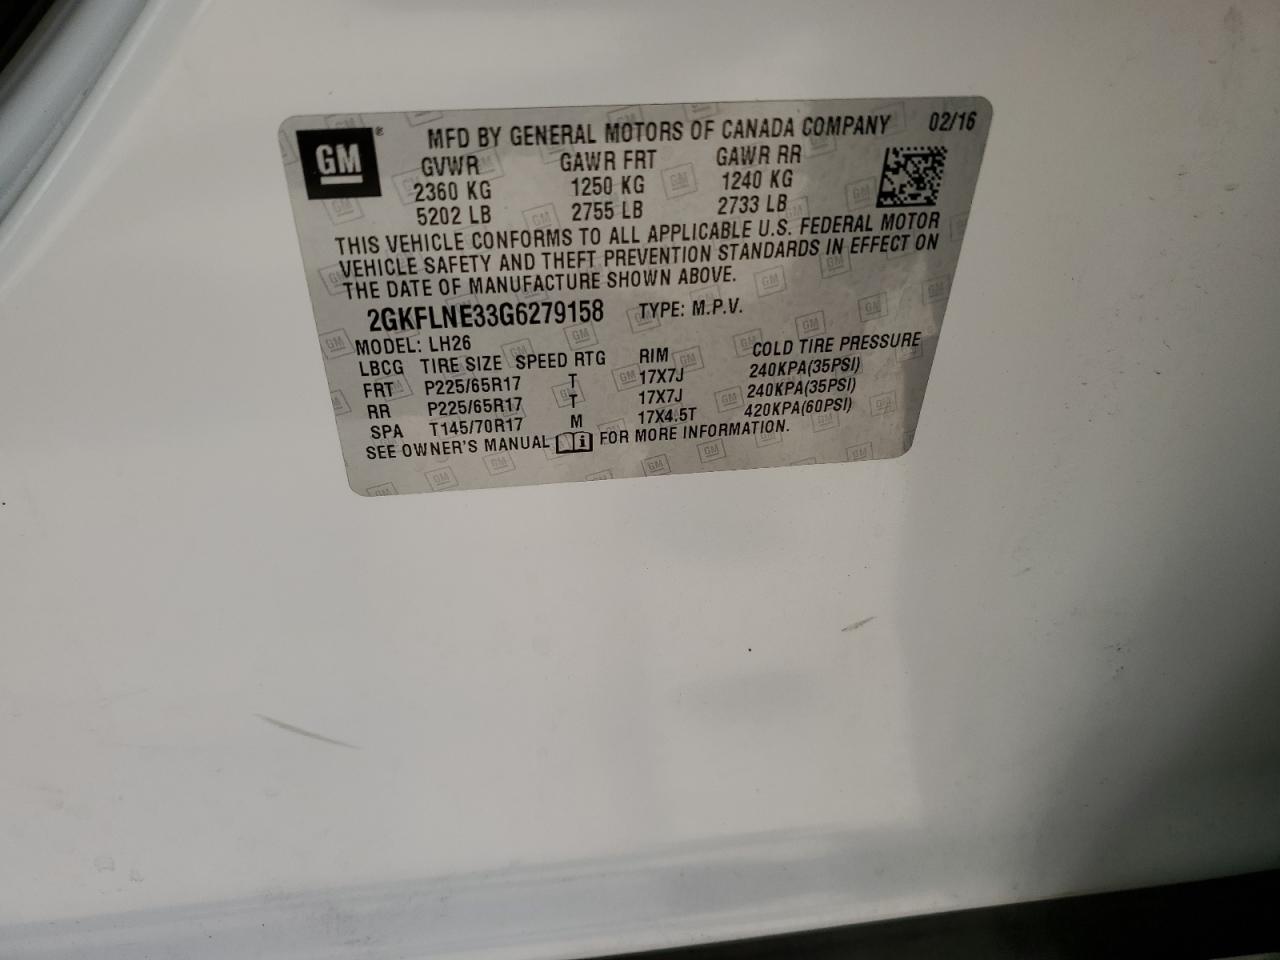 GM®
MFD BY GENERAL MOTORS OF CANADA COMPANY 02/16
GVWR GAWR FRT GAWR RR
2360 KG 1250 KG 1240 KG
5202 LB 2755 LB 2733 LB
THIS VEHICLE CONFORMS TO ALL APPLICABLE U.S. FEDERAL MOTOR
VEHICLE SAFETY AND THEFT PREVENTION STANDARDS IN EFFECT ON
THE DATE OF MANUFACTURE SHOWN ABOVE.
2GKFLNE33G6279158 TYPE: M.P.V.
MODEL: LH26
LBCG TIRE SIZE SPEED RTG RIM COLD TIRE PRESSURE
FRT P225/65R17 T 17X7J 240KPA(35PSI)
RR P225/65R17 T 17X7J 240KPA(35PSI)
SPA T145/70R17 M 17X4.5T 420KPA(60PSI)
SEE OWNER'S MANUAL i FOR MORE INFORMATION.